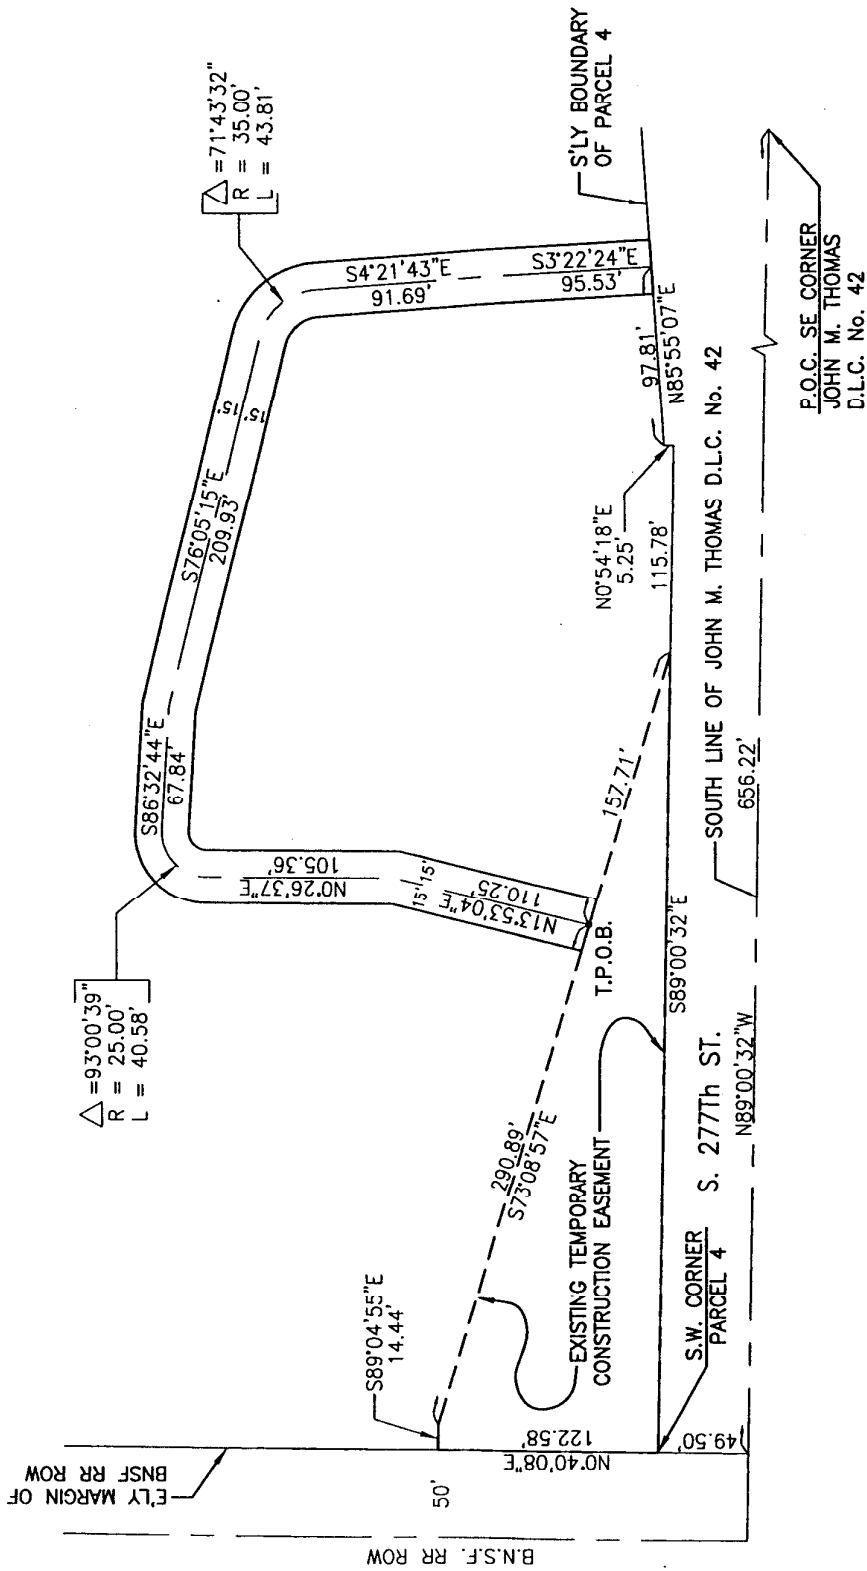 △=71°43'32"
R = 35.00'
L = 43.81'
S'LY BOUNDARY
OF PARCEL 4
S4°21'43"E
91.69'
S3°22'24"E
95.53'
97.81'
N85°55'07"E
P.O.C. SE CORNER
JOHN M. THOMAS
D.L.C. No. 42
15'
15'
S76°05'15"E
209.93'
N0°54'18"E
5.25'
115.78'
SOUTH LINE OF JOHN M. THOMAS D.L.C. No. 42
656.22'
S86°32'44"E
67.84'
△=93°00'39"
R = 25.00'
L = 40.58'
N0°26'37"E
105.36'
15'
15'
N13°53'04"E
110.25'
157.71'
T.P.O.B.
S89°00'32"E
S. 277Th ST.
N89°00'32"W
290.89'
S73°08'57"E
EXISTING TEMPORARY
CONSTRUCTION EASEMENT
S89°04'55"E
14.44'
S.W. CORNER
PARCEL 4
N0°40'08"E
122.58'
49.50'
E'LY MARGIN OF
BNSF RR ROW
50'
B.N.S.F. RR ROW